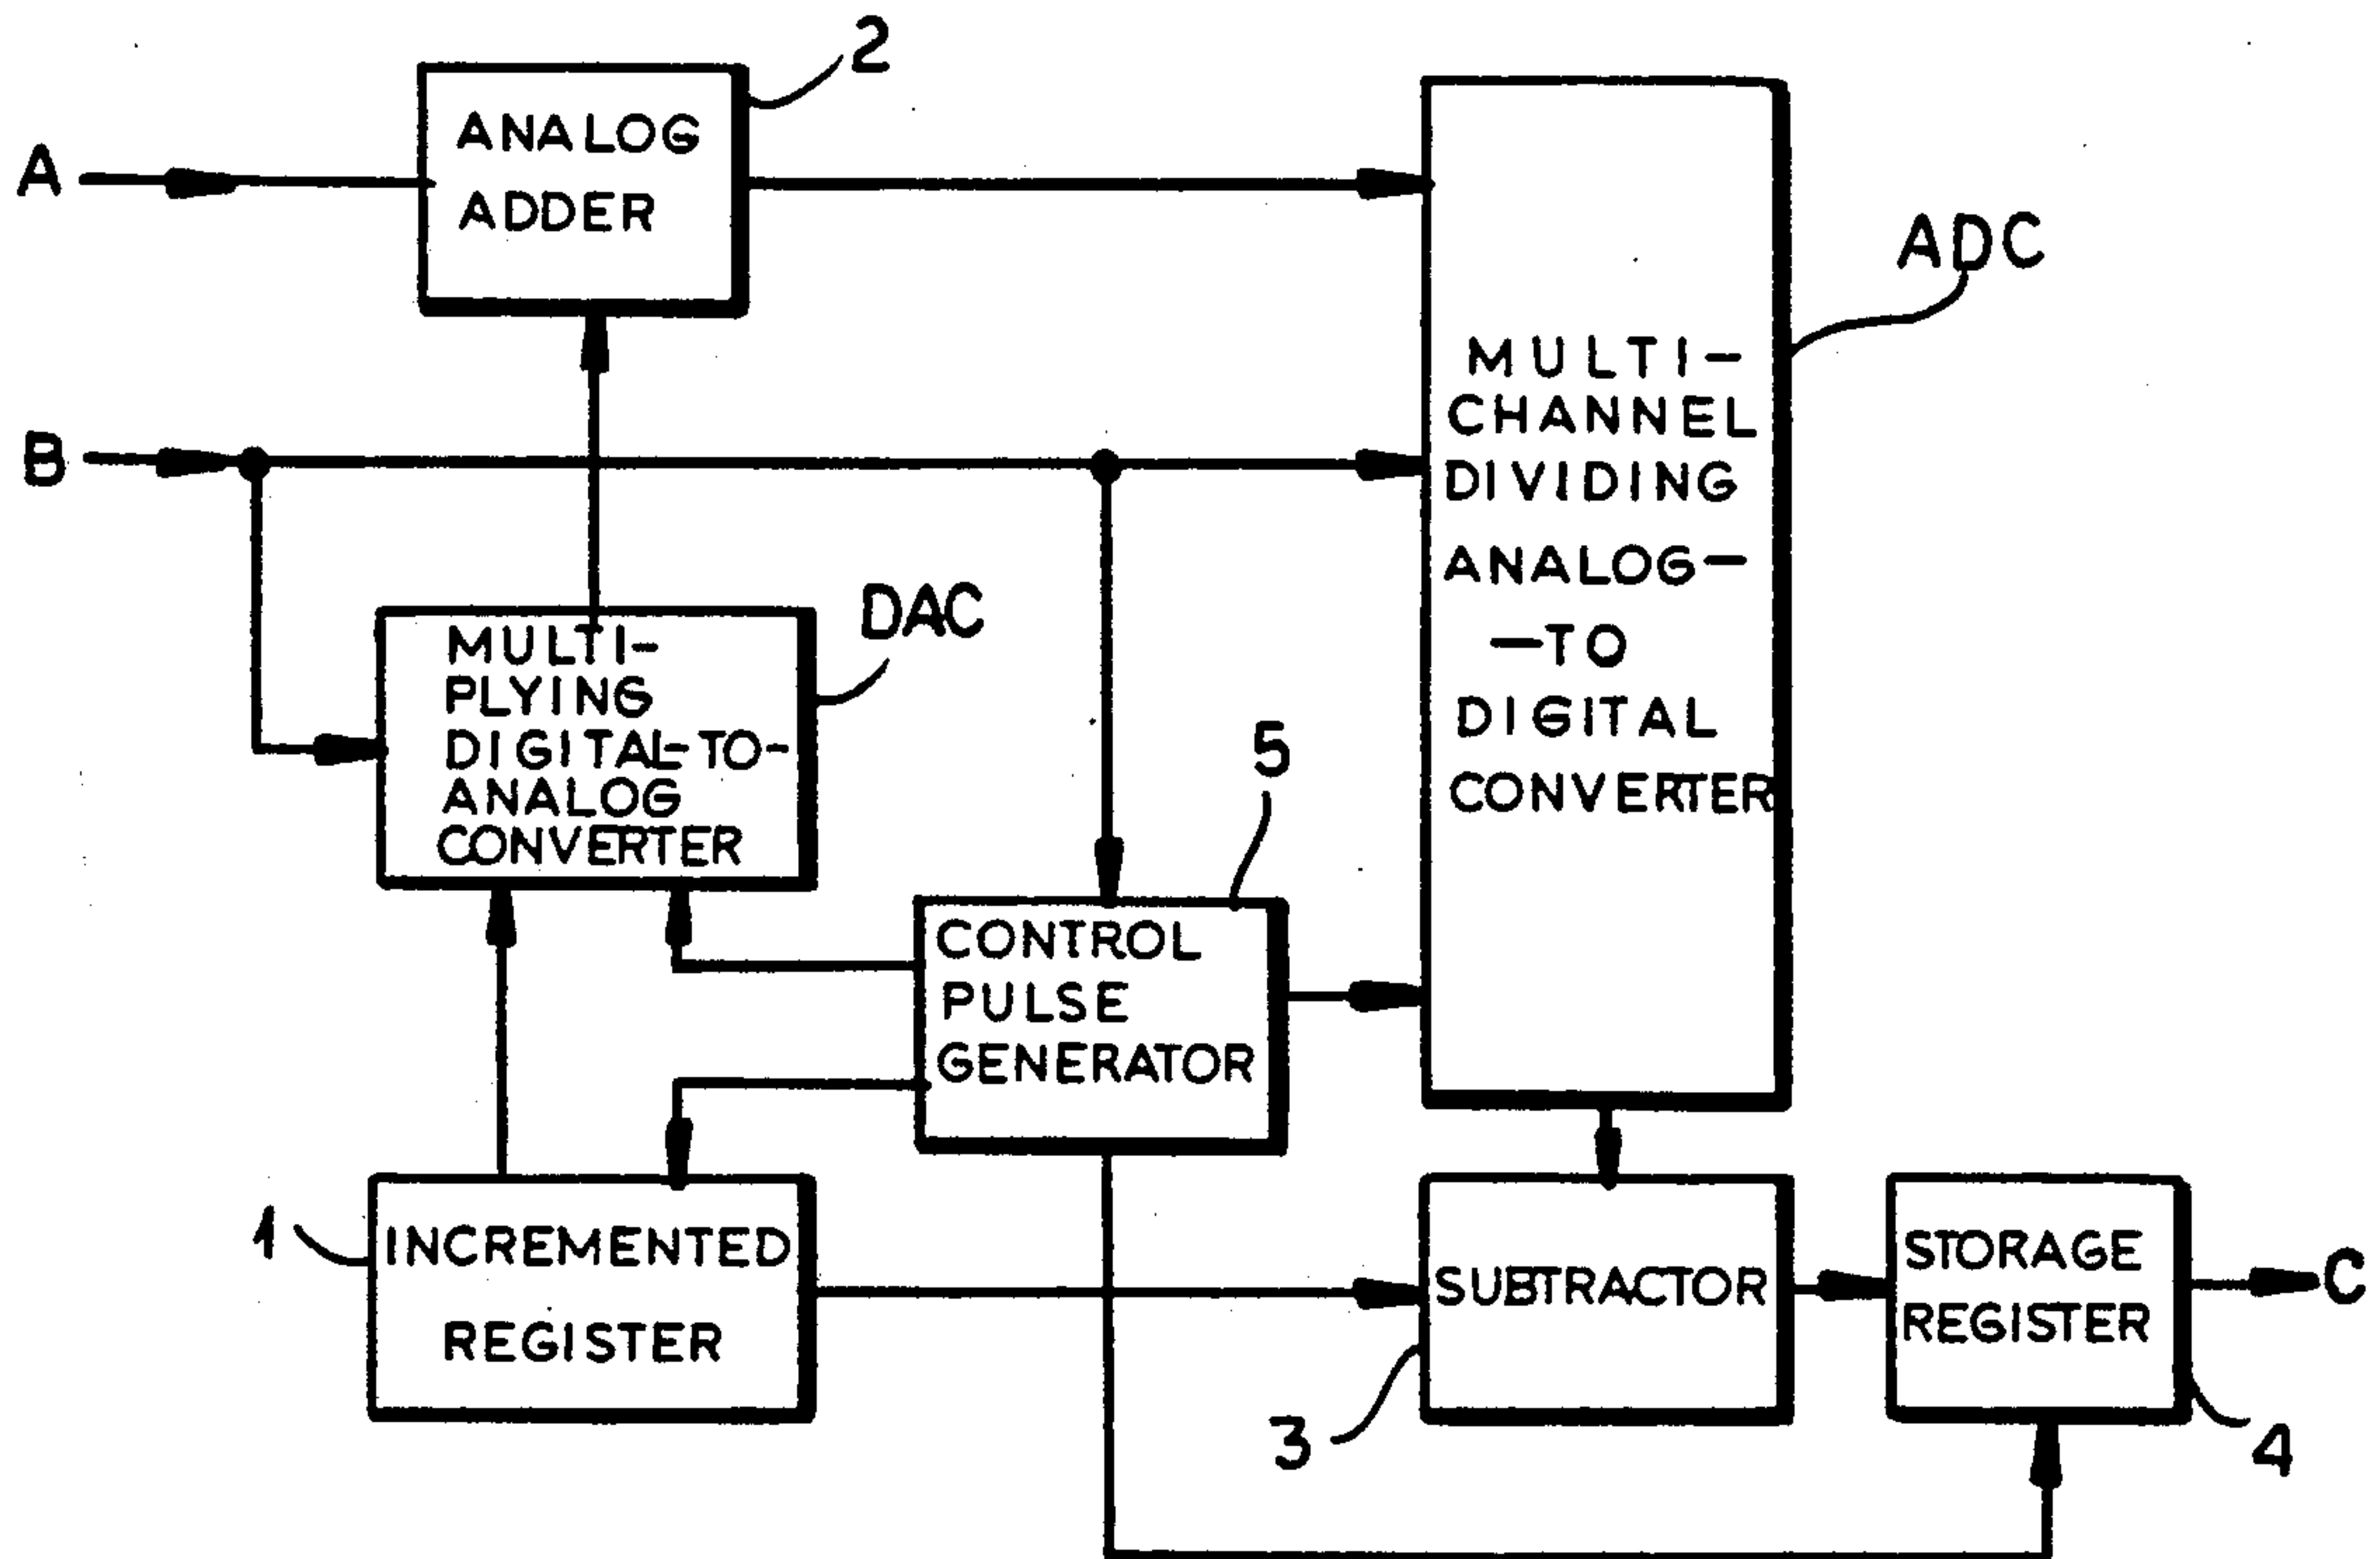 2
ANALOG
ADDER
A
ADC
MULTI-
CHANNEL
DIVIDING
ANALOG-
-TO
DIGITAL
CONVERTER
B
DAC
MULTI-
PLYING
DIGITAL-TO-
ANALOG
CONVERTER
5
CONTROL
PULSE
GENERATOR
1
INCREMENTED
REGISTER
SUBTRACTOR
3
STORAGE
REGISTER
C
4